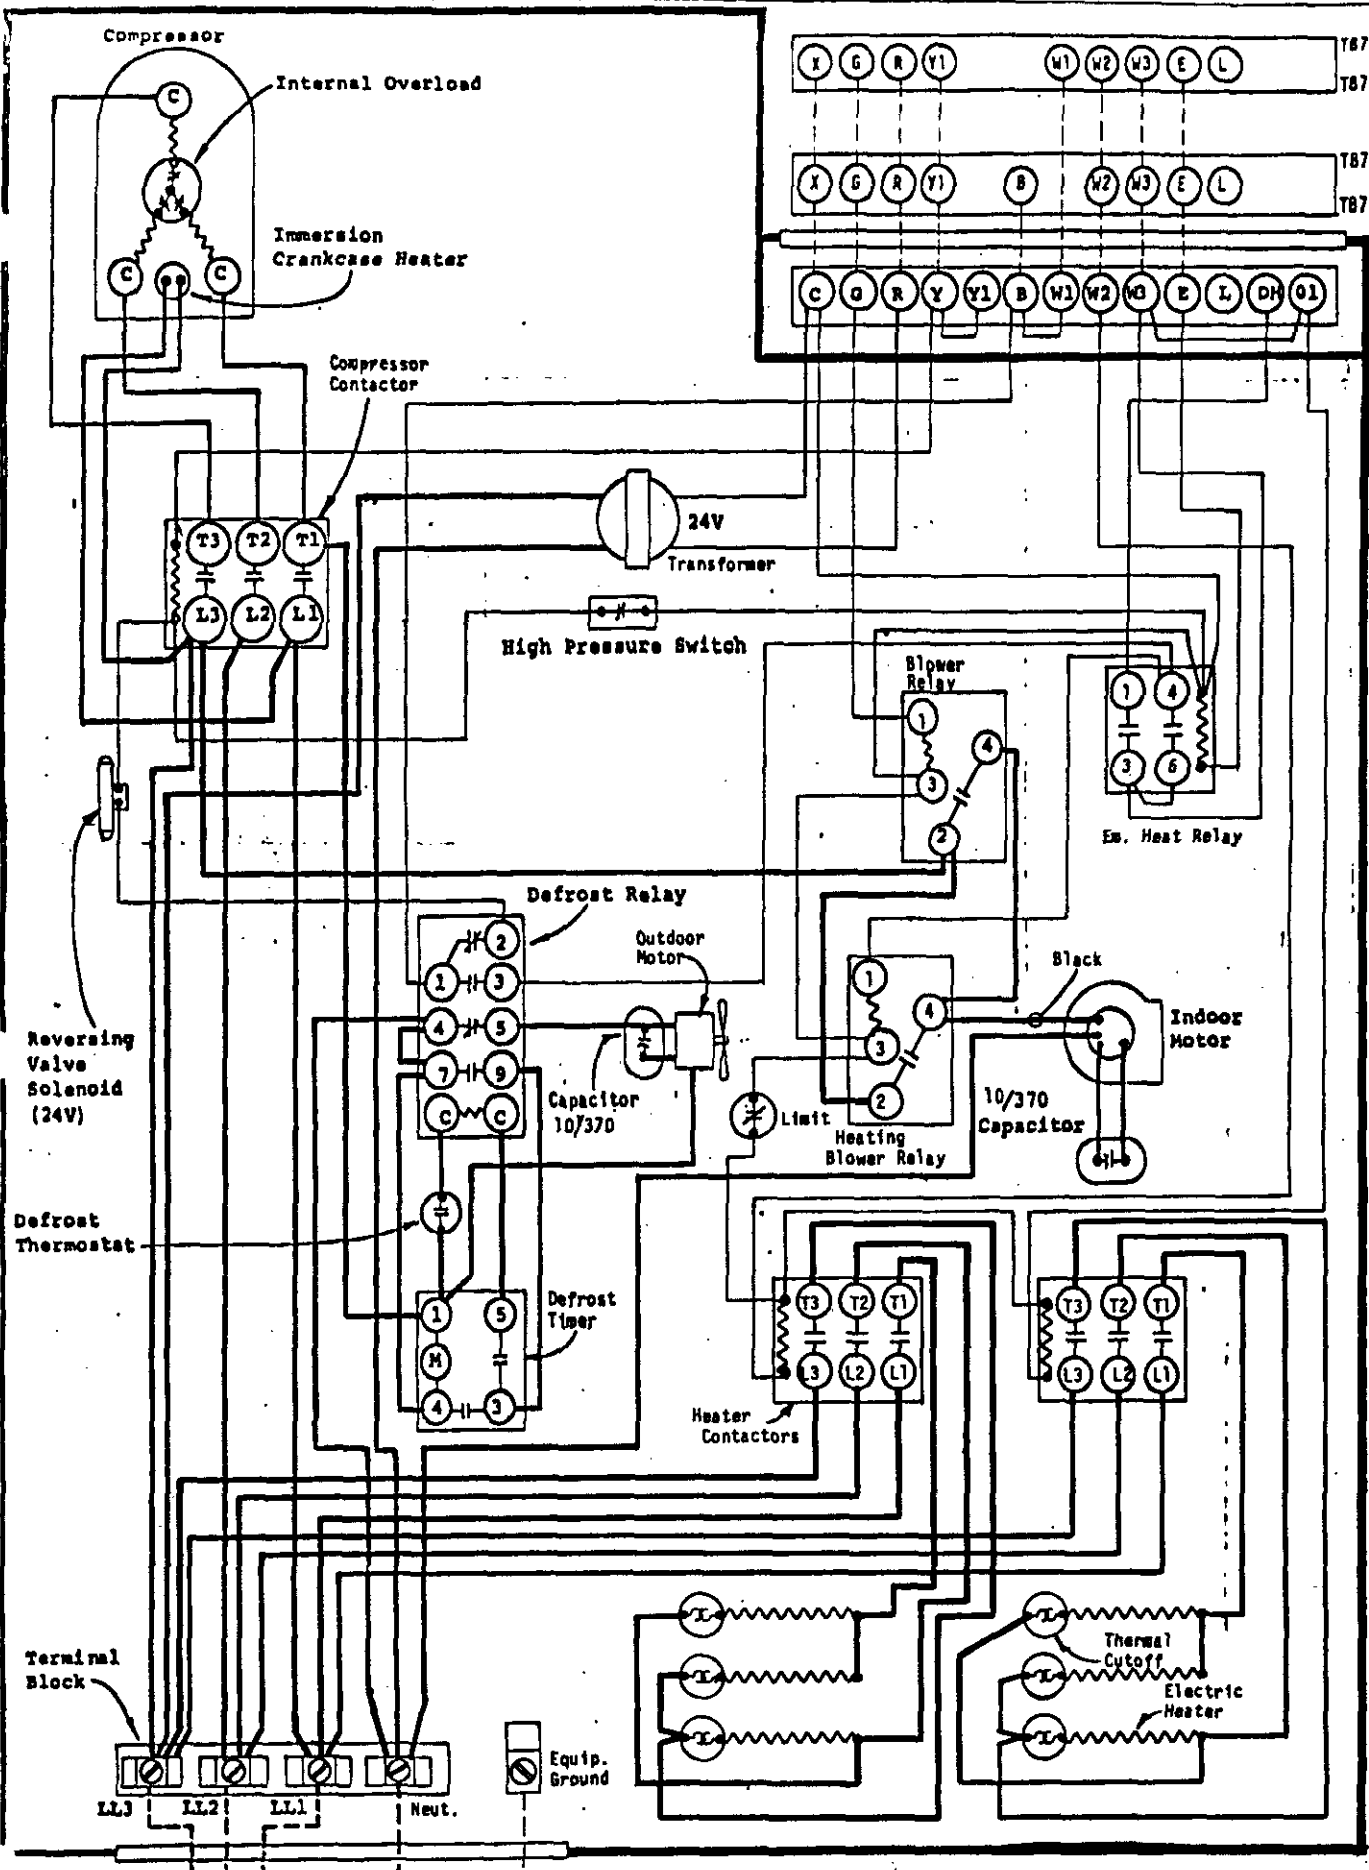 Compressor
Internal Overload
C
C
C
Immersion
Crankcase Heater
X G R Y1 W1 W2 W3 E L
T87
T87
X G R Y1 B W2 W3 E L
T87
T87
C G R Y Y1 B W1 W2 W3 E L DH O1
Compressor
Contactor
T3 T2 T1
L3 L2 L1
24V
Transformer
High Pressure Switch
Blower
Relay
1
4
3
2
1 4
3 6
Em. Heat Relay
Reversing
Valve
Solenoid
(24V)
Defrost Relay
2
1 3
4 5
7 9
C C
Outdoor
Motor
Capacitor
10/370
Limit
1
4
3
2
Heating
Blower Relay
Black
Indoor
Motor
10/370
Capacitor
Defrost
Thermostat
1 5
M
4 3
Defrost
Timer
T3 T2 T1
L3 L2 L1
Heater
Contactors
T3 T2 T1
L3 L2 L1
Thermal
Cutoff
Electric
Heater
Terminal
Block
LL3 LL2 LL1 Neut.
Equip.
Ground